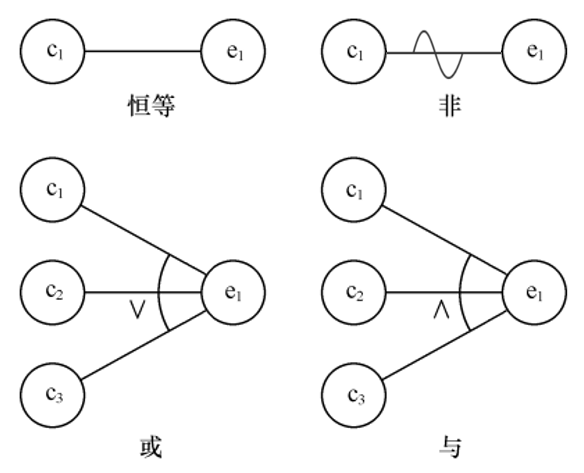 c₁ e₁
恒等
c₁ e₁
非
c₁
c₂ ∨ e₁
c₃
或
c₁
c₂ ∧ e₁
c₃
与